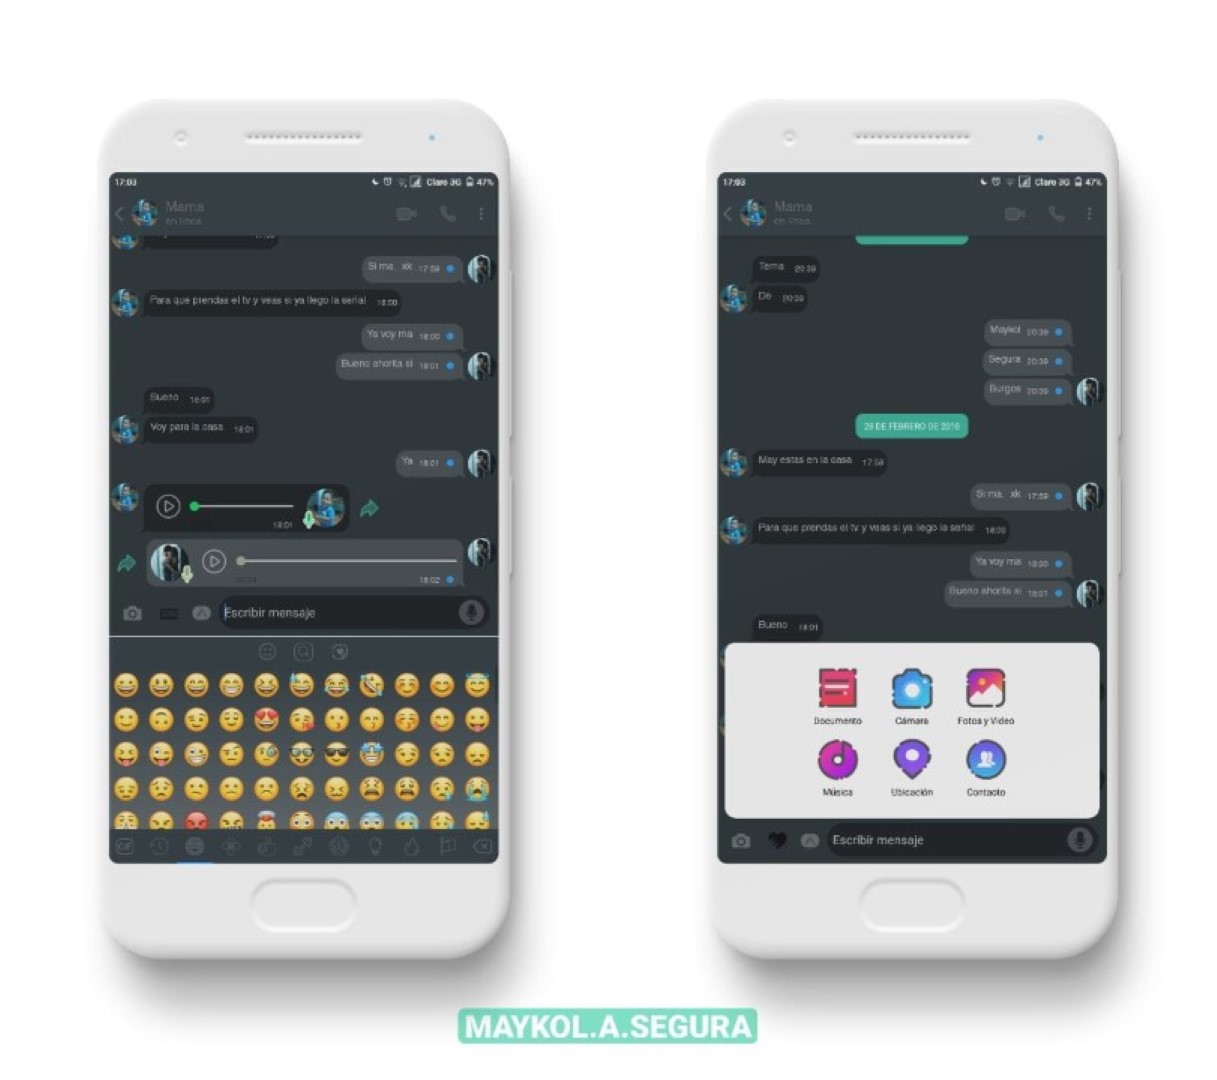 17:03
Claro 3G 47%
Mama
en línea
Si ma. xk 17:59
Para que prendas el tv y veas si ya llego la señal 18:00
Ya voy ma 18:00
Bueno ahorita si 18:01
Bueno 18:01
Voy para la casa 18:01
Ya 18:01
18:01
18:02
Escribir mensaje
GIF
17:03
Claro 3G 47%
Mama
en línea
Tema 20:39
De 20:39
Maykol 20:39
Segura 20:39
Burgos 20:39
28 DE FEBRERO DE 2018
May estas en la casa 17:58
Si ma. xk 17:59
Para que prendas el tv y veas si ya llego la señal 18:00
Ya voy ma 18:00
Bueno ahorita si 18:01
Bueno 18:01
Documento Cámara Fotos y Video
Música Ubicación Contacto
Escribir mensaje
MAYKOL.A.SEGURA